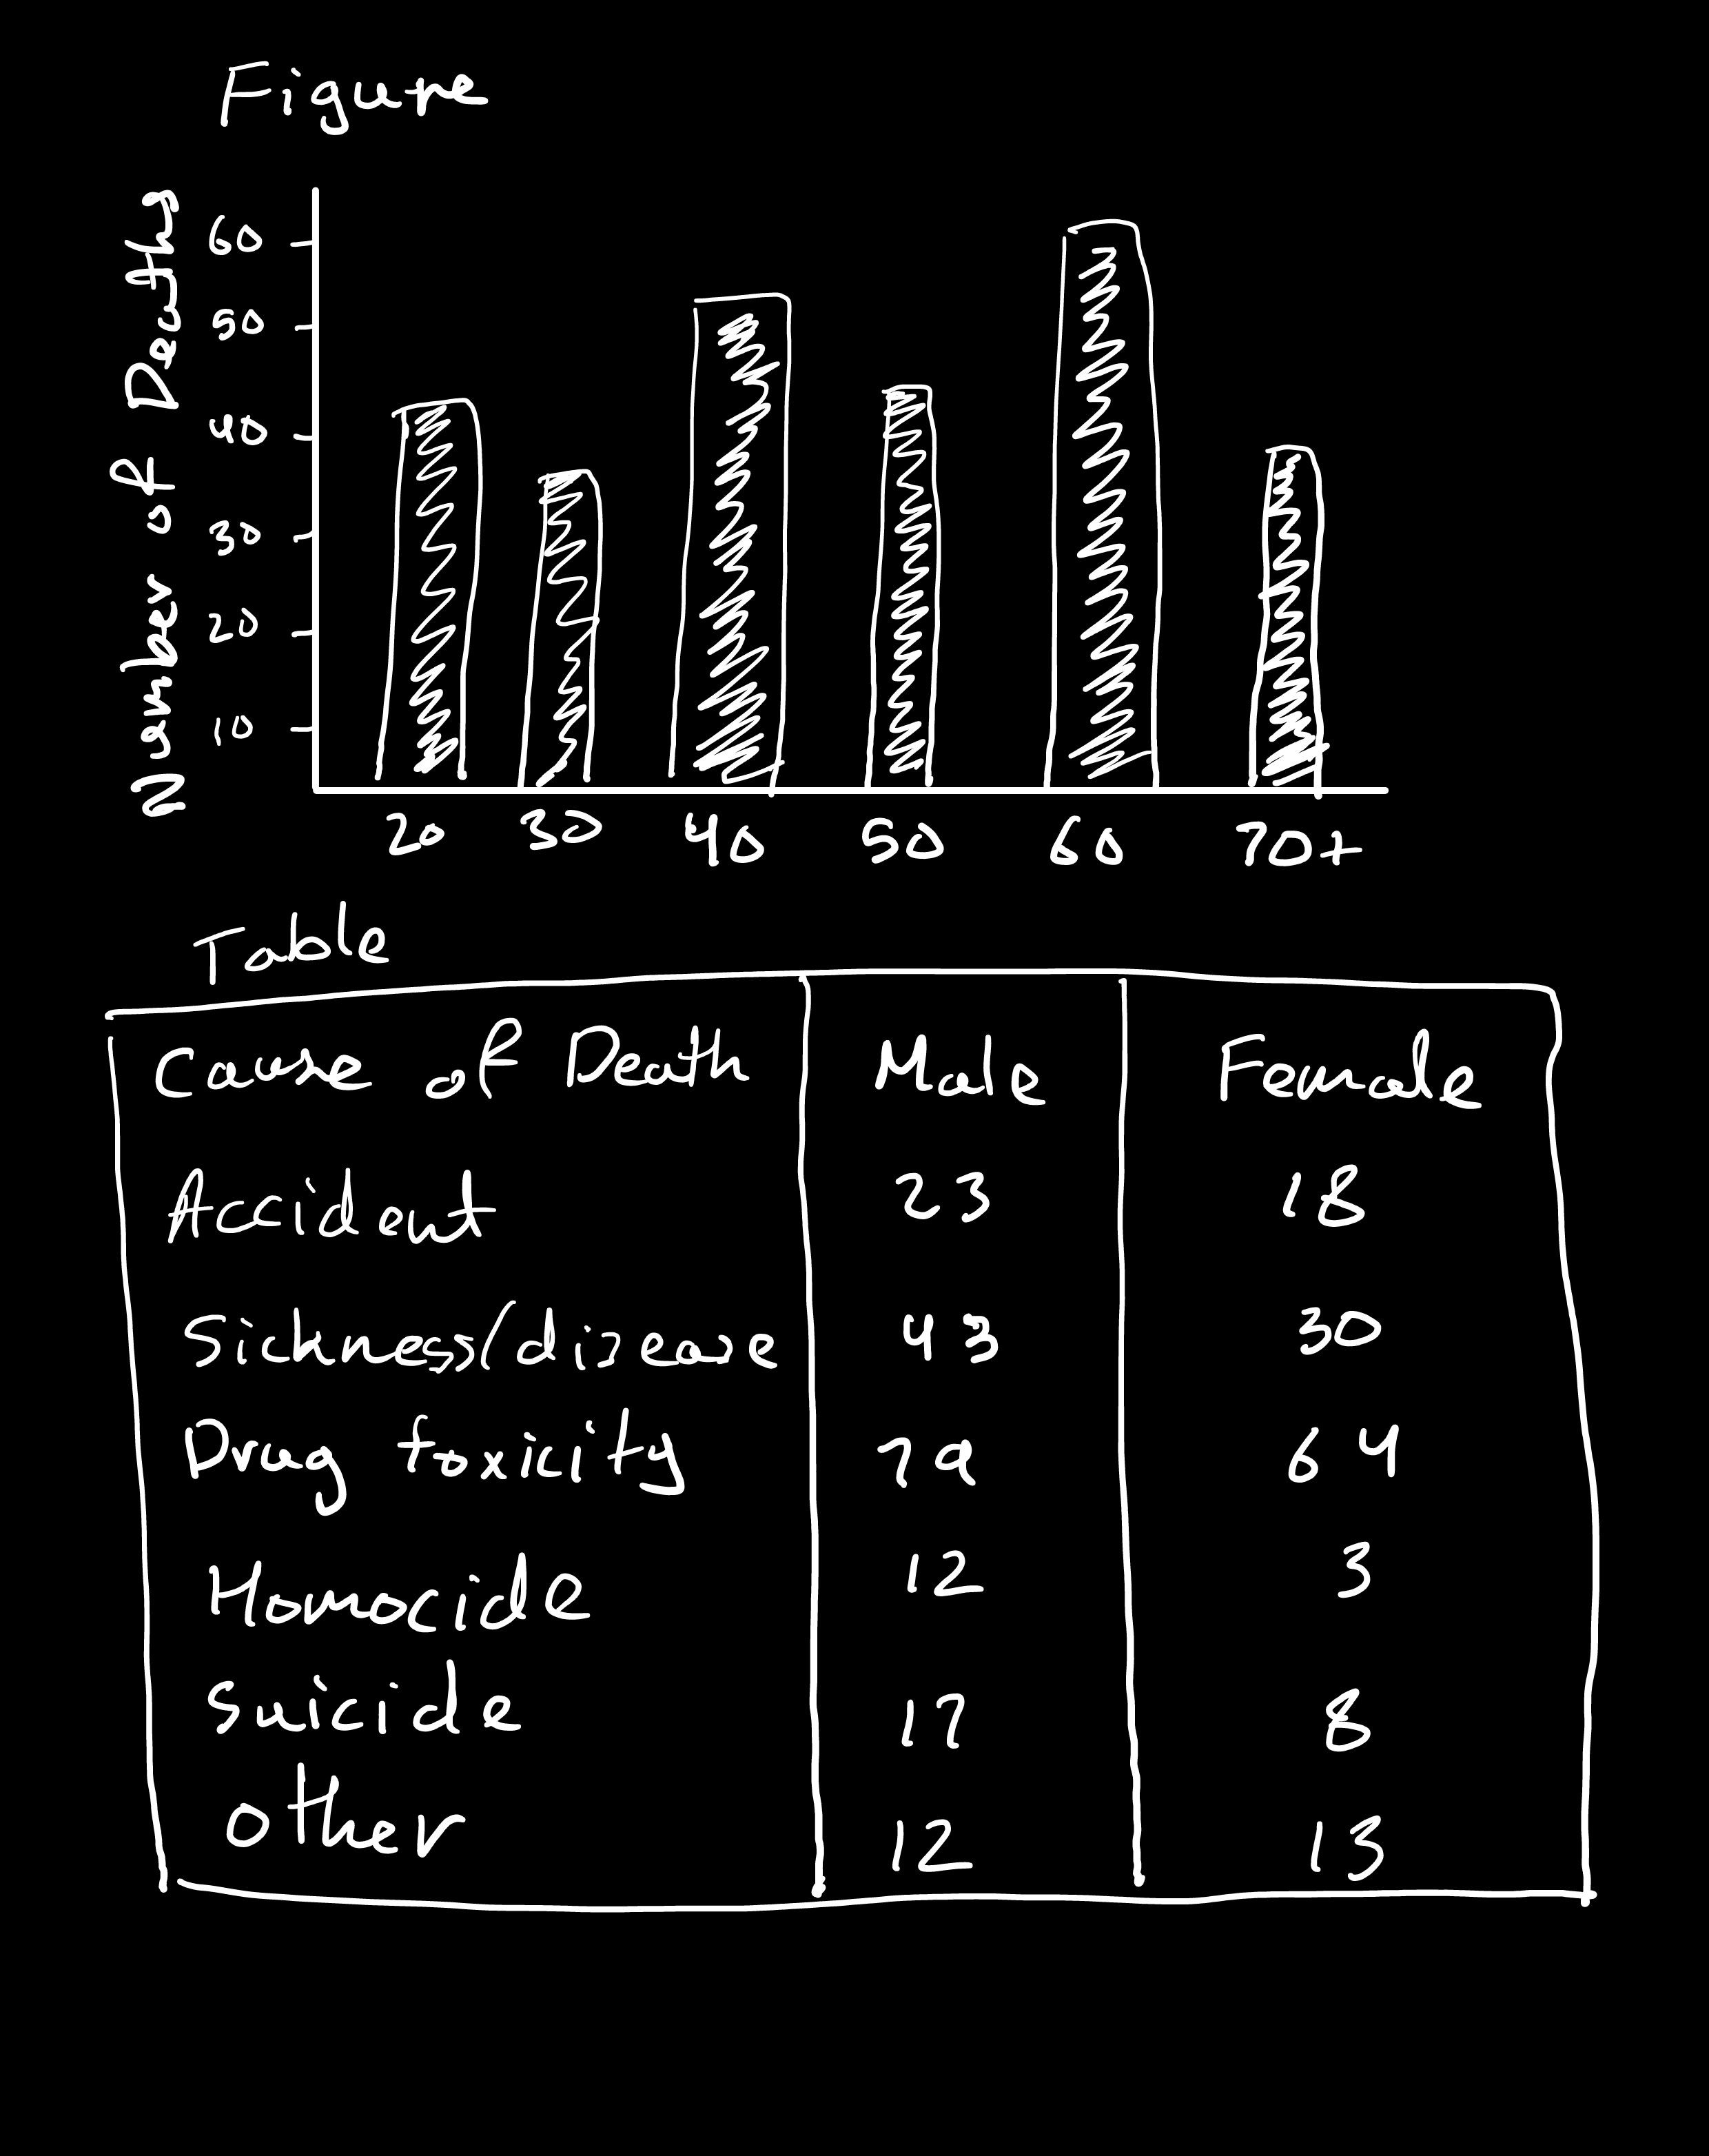 Figure
Number of Deaths
60
50
40
30
20
10
20 30 40 50 60 70+
Table
Cause of Death Male Female
Accident 23 18
Sickness/disease 43 30
Drug toxicity 79 64
Homocide 12 3
Suicide 17 8
Other 12 13